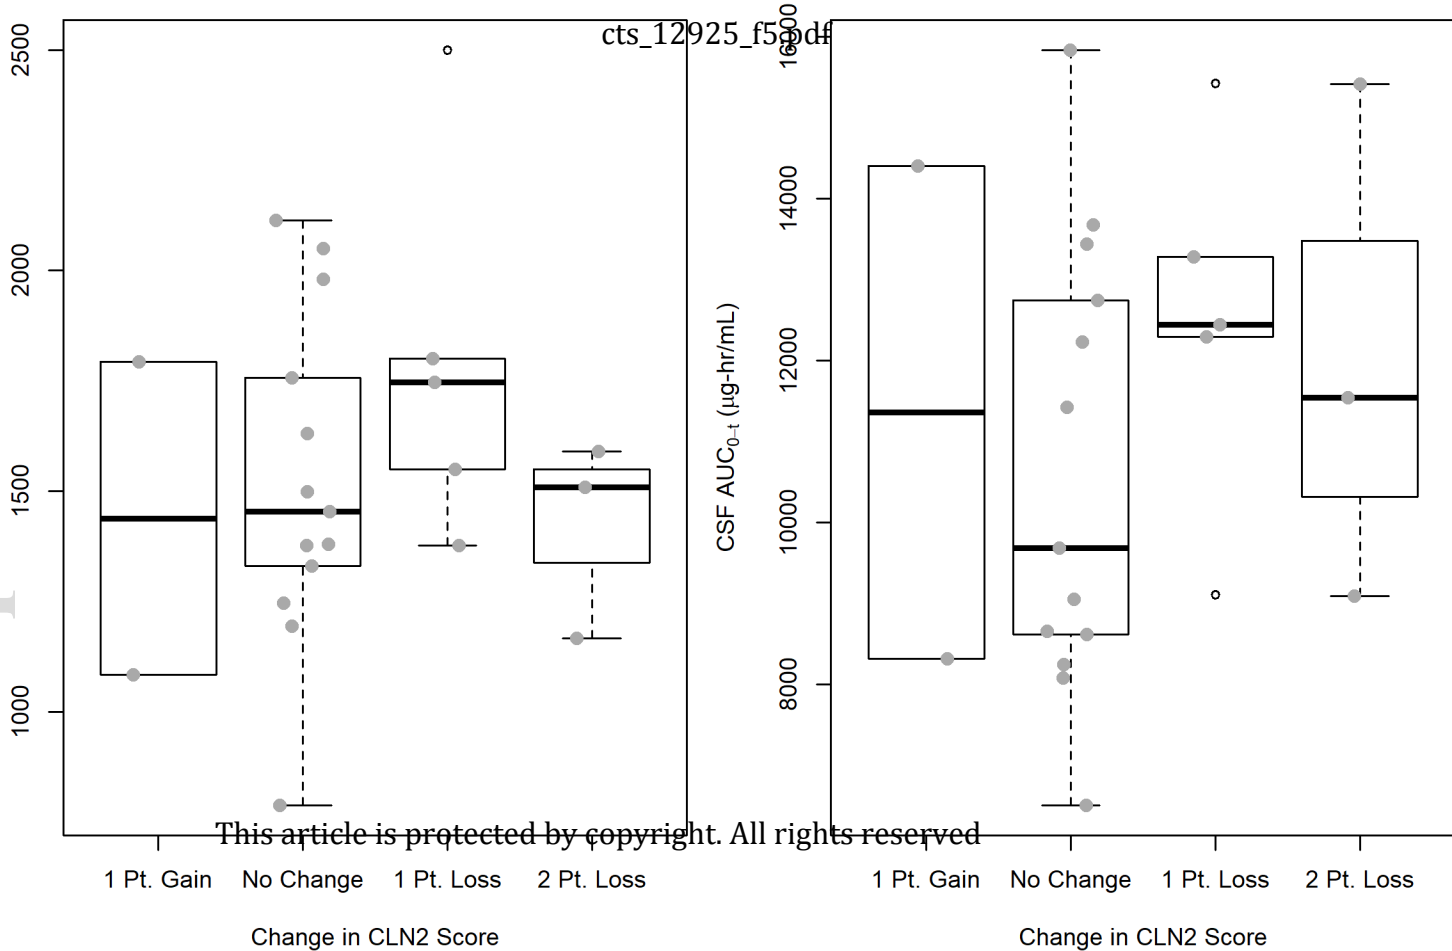 cts_12925_f5.pdf
2500
2000
1500
1000
1 Pt. Gain No Change 1 Pt. Loss 2 Pt. Loss
Change in CLN2 Score
CSF AUC0−t (μg-hr/mL)
16000
14000
12000
10000
8000
1 Pt. Gain No Change 1 Pt. Loss 2 Pt. Loss
Change in CLN2 Score
This article is protected by copyright. All rights reserved